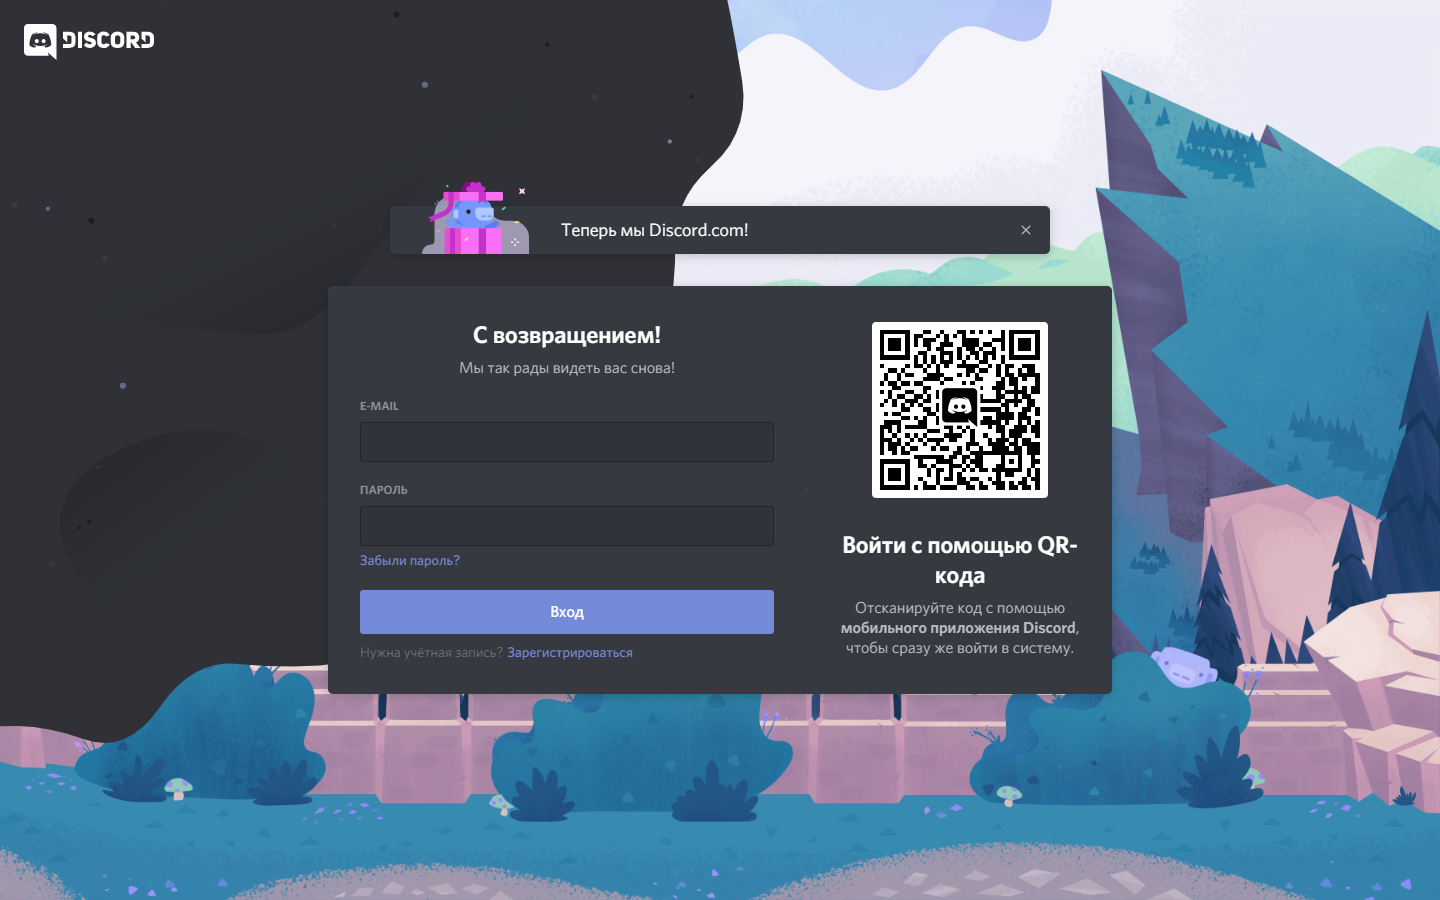 DISCORD
Теперь мы Discord.com!
С возвращением!
Мы так рады видеть вас снова!
E-MAIL
ПАРОЛЬ
Забыли пароль?
Вход
Нужна учётная запись? Зарегистрироваться
Войти с помощью QR-
кода
Отсканируйте код с помощью
мобильного приложения Discord,
чтобы сразу же войти в систему.